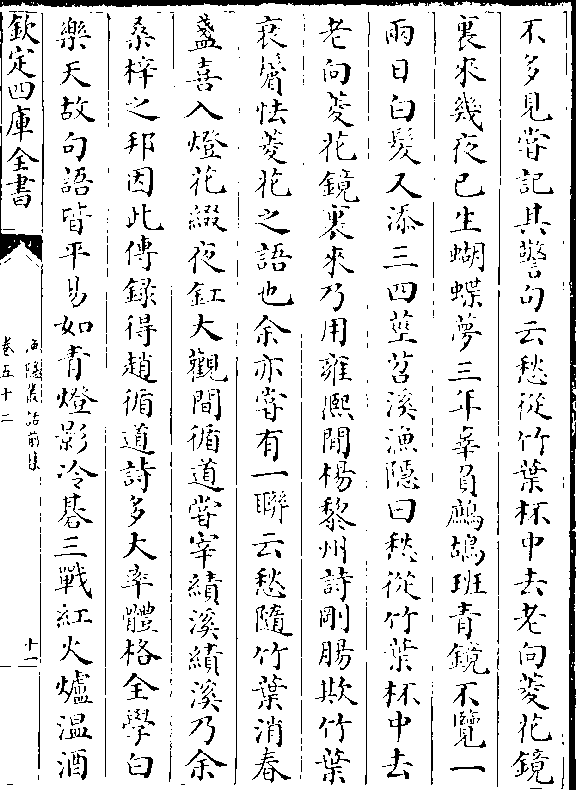 不多見嘗記其警句云愁從竹葉杯中去老向菱花鏡
裏來幾夜已生蝴蝶夢三年辜負鷓鴣班青鏡不覽一
兩日白髮又添三四莖苕溪漁隱曰愁從竹葉杯中去
老向菱花鏡裏來乃用雍熙間楊黎州詩剛腸欺竹葉
衰鬢怯菱花之語也余亦嘗有一聯云愁隨竹葉消春
盞喜入燈花綴夜釭大觀間循道嘗宰績溪績溪乃余
桑梓之邦因此傳錄得趙循道詩多大率體格全學白
樂天故句語皆平易如青燈影冷碁三戰紅火爐温酒
欽定四庫全書
漁隱叢話前集
卷五十二
十一